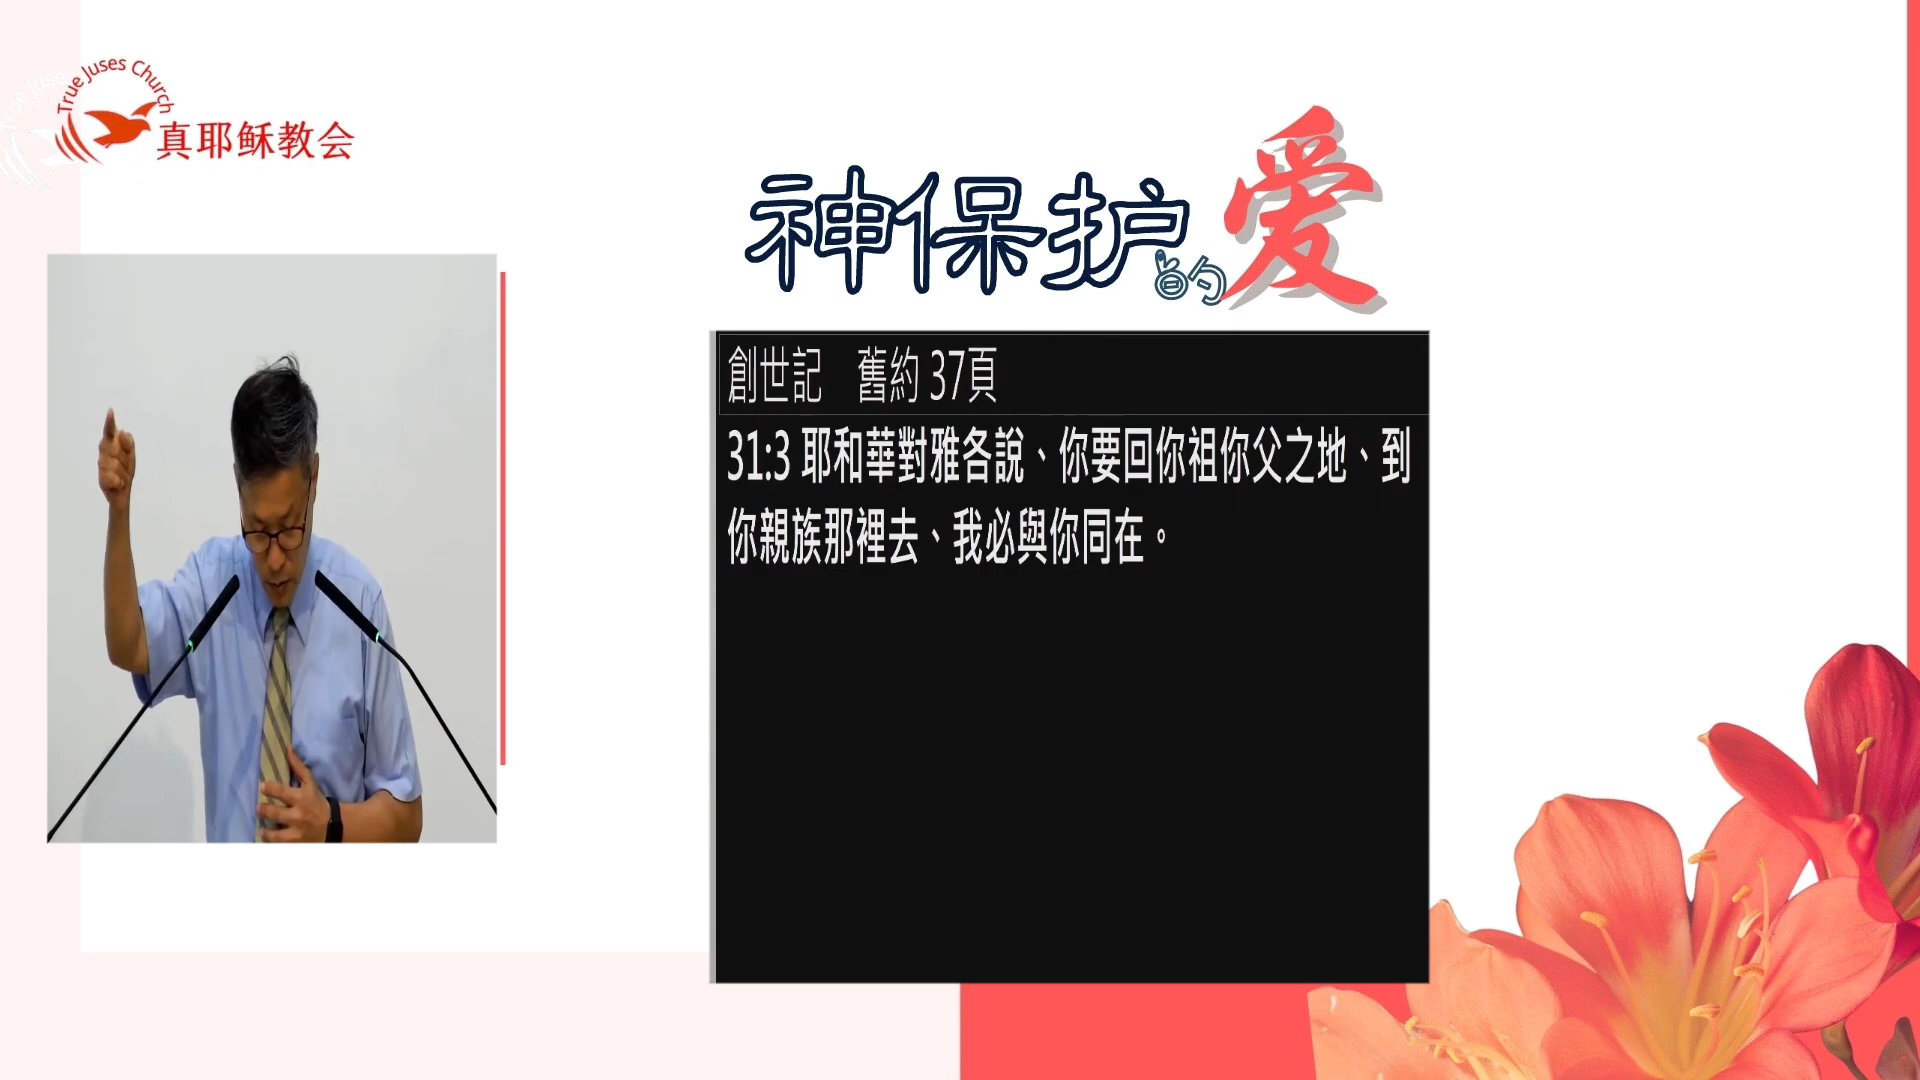 True Juses Church
真耶稣教会
神保护的爱
創世記 舊約 37頁
31:3 耶和華對雅各說、你要回你祖你父之地、到
你親族那裡去、我必與你同在。